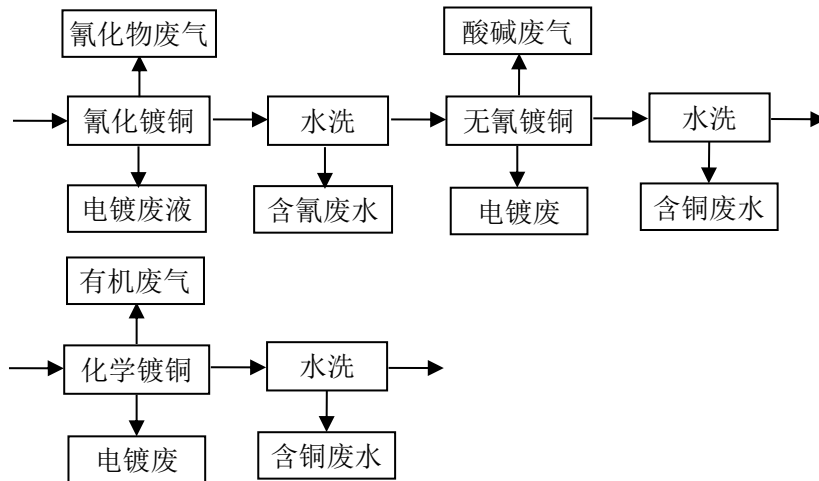 氰化物废气
酸碱废气
氰化镀铜
水洗
无氰镀铜
水洗
电镀废液
含氰废水
电镀废
含铜废水
有机废气
化学镀铜
水洗
电镀废
含铜废水